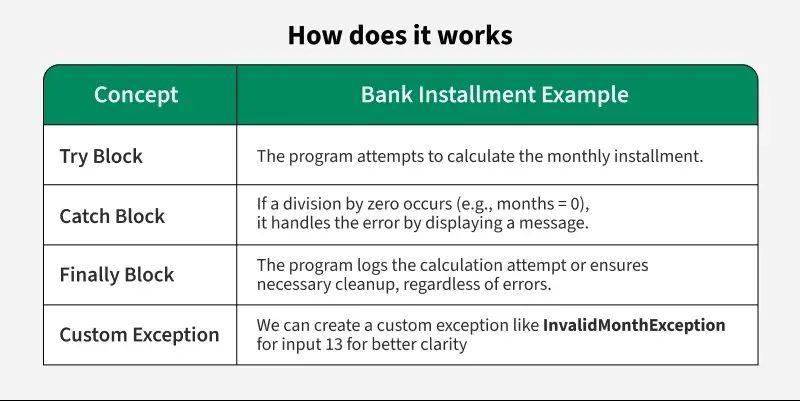 How does it works
Concept
Bank Installment Example
Try Block
The program attempts to calculate the monthly installment.
Catch Block
If a division by zero occurs (e.g., months = 0),
it handles the error by displaying a message.
Finally Block
The program logs the calculation attempt or ensures
necessary cleanup, regardless of errors.
Custom Exception
We can create a custom exception like InvalidMonthException
for input 13 for better clarity